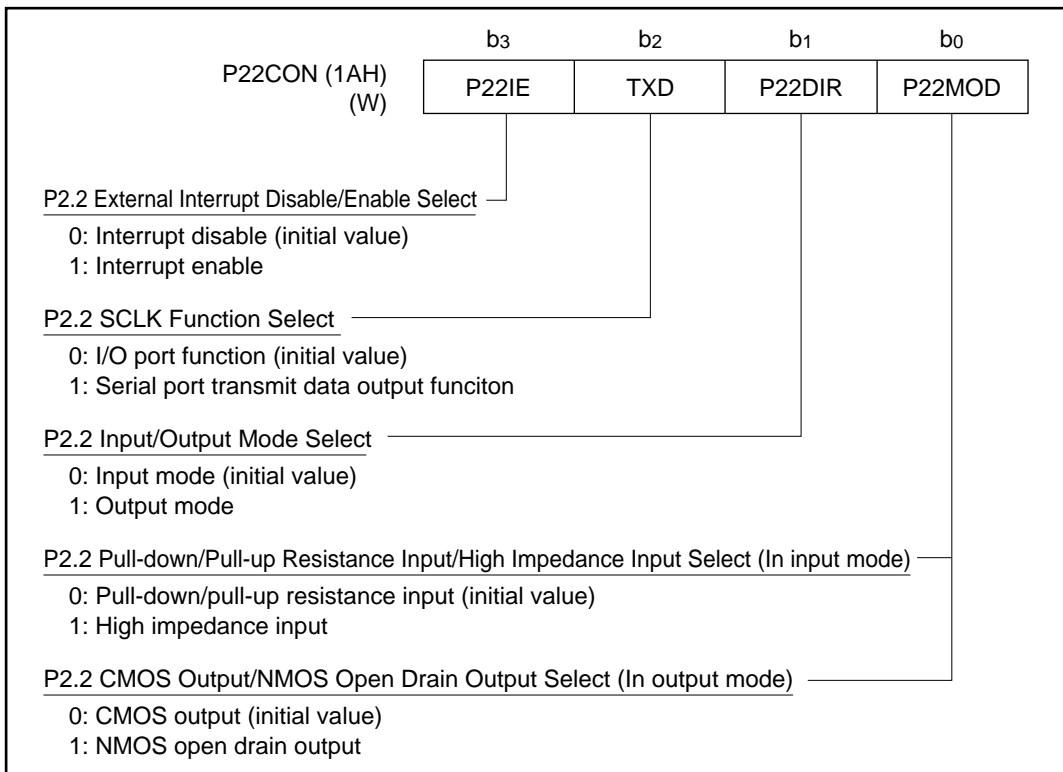 b3 b2 b1 b0
P22CON (1AH) P22IE TXD P22DIR P22MOD
(W)
P2.2 External Interrupt Disable/Enable Select
0: Interrupt disable (initial value)
1: Interrupt enable
P2.2 SCLK Function Select
0: I/O port function (initial value)
1: Serial port transmit data output funciton
P2.2 Input/Output Mode Select
0: Input mode (initial value)
1: Output mode
P2.2 Pull-down/Pull-up Resistance Input/High Impedance Input Select (In input mode)
0: Pull-down/pull-up resistance input (initial value)
1: High impedance input
P2.2 CMOS Output/NMOS Open Drain Output Select (In output mode)
0: CMOS output (initial value)
1: NMOS open drain output